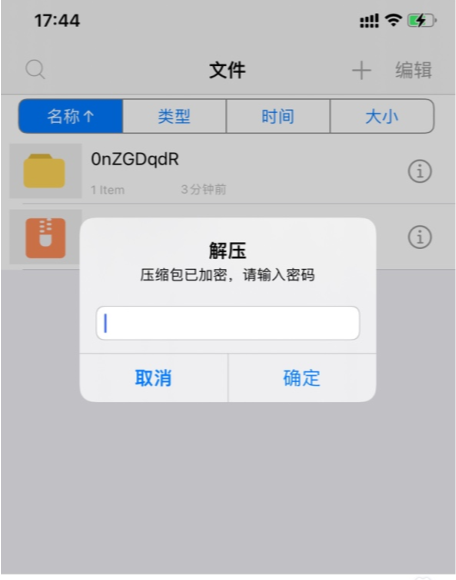 17:44
文件
编辑
名称↑
类型
时间
大小
0nZGDqdR
1 Item
3分钟前
解压
压缩包已加密，请输入密码
取消
确定